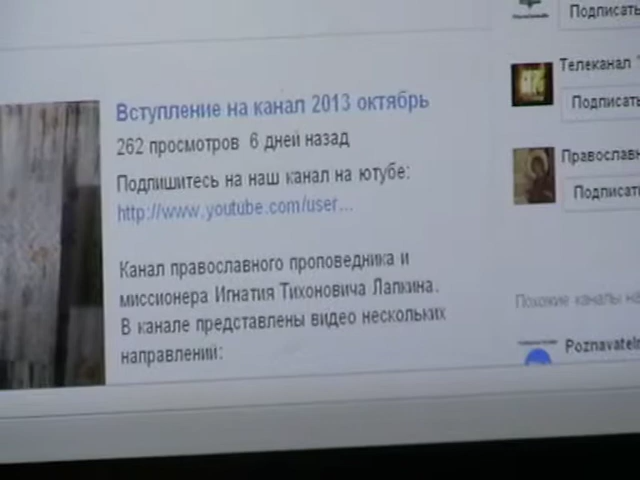 Вступление на канал 2013 октябрь
262 просмотров 6 дней назад
Подпишитесь на наш канал на ютубе:
http://www.youtube.com/user...
Канал православного проповедника и
миссионера Игнатия Тихоновича Лапкина.
В канале представлены видео нескольких
направлений:
Подписать
Телеканал "
Подписать
Православн
Подписать
Похожие каналы на
Poznavateln